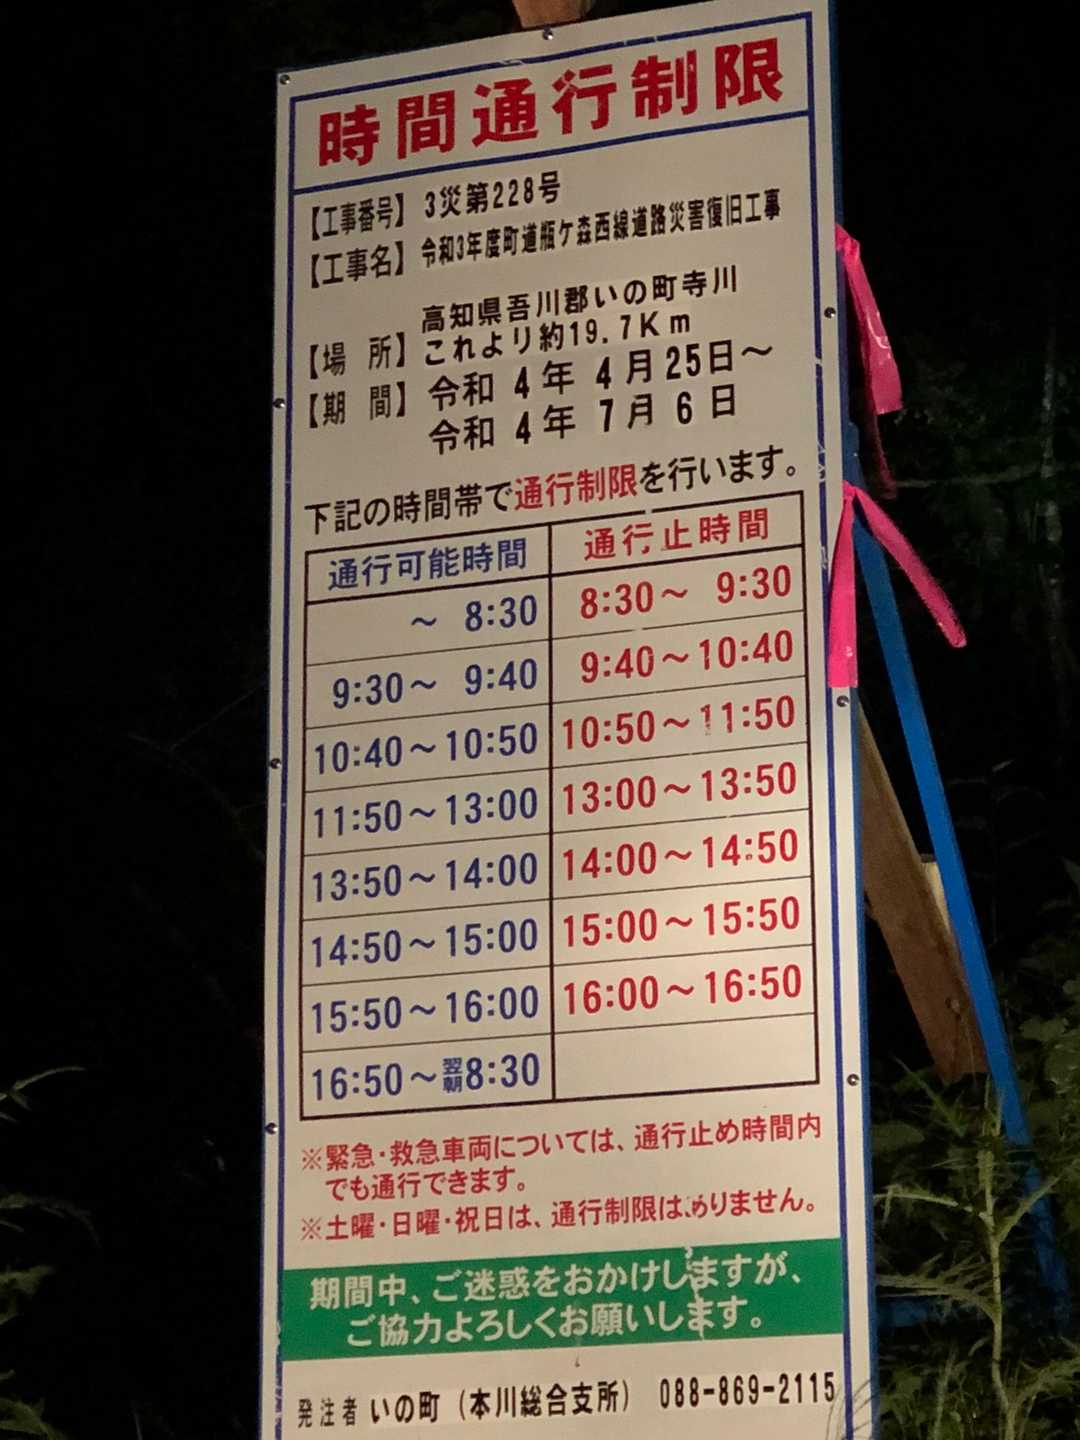 時間通行制限
【工事番号】3災第228号
【工事名】令和3年度町道瓶ケ森西線道路災害復旧工事
高知県吾川郡いの町寺川
【場 所】これより約19.7Km
【期 間】令和 4年 4月25日～
令和 4年 7月 6日
下記の時間帯で通行制限を行います。
通行可能時間 通行止時間
～ 8:30 8:30～ 9:30
9:30～ 9:40 9:40～10:40
10:40～10:50 10:50～11:50
11:50～13:00 13:00～13:50
13:50～14:00 14:00～14:50
14:50～15:00 15:00～15:50
15:50～16:00 16:00～16:50
16:50～翌朝8:30
※緊急・救急車両については、通行止め時間内
でも通行できます。
※土曜・日曜・祝日は、通行制限はありません。
期間中、ご迷惑をおかけしますが、
ご協力よろしくお願いします。
発注者 いの町（本川総合支所） 088-869-2115